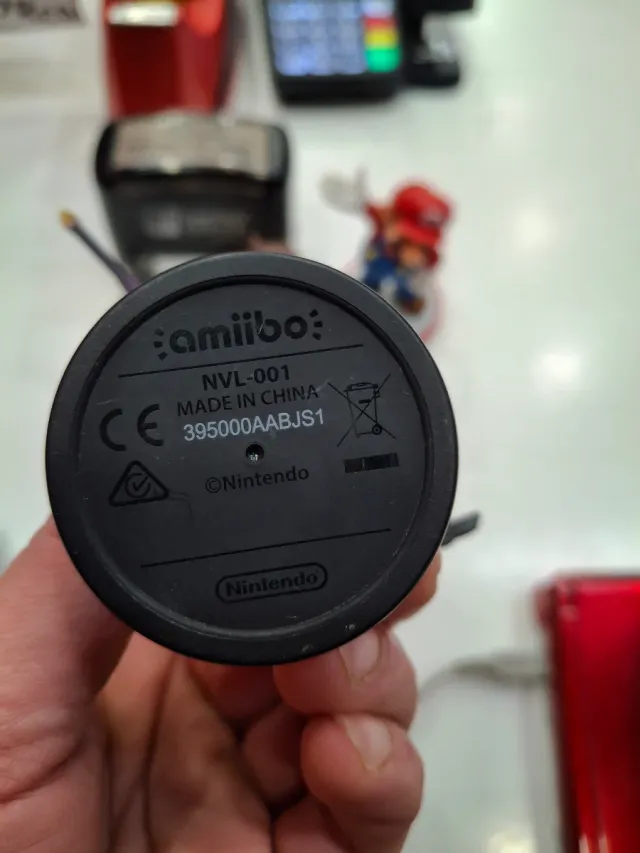 amiibo
NVL-001
MADE IN CHINA
395000AABJS1
CE
©Nintendo
Nintendo